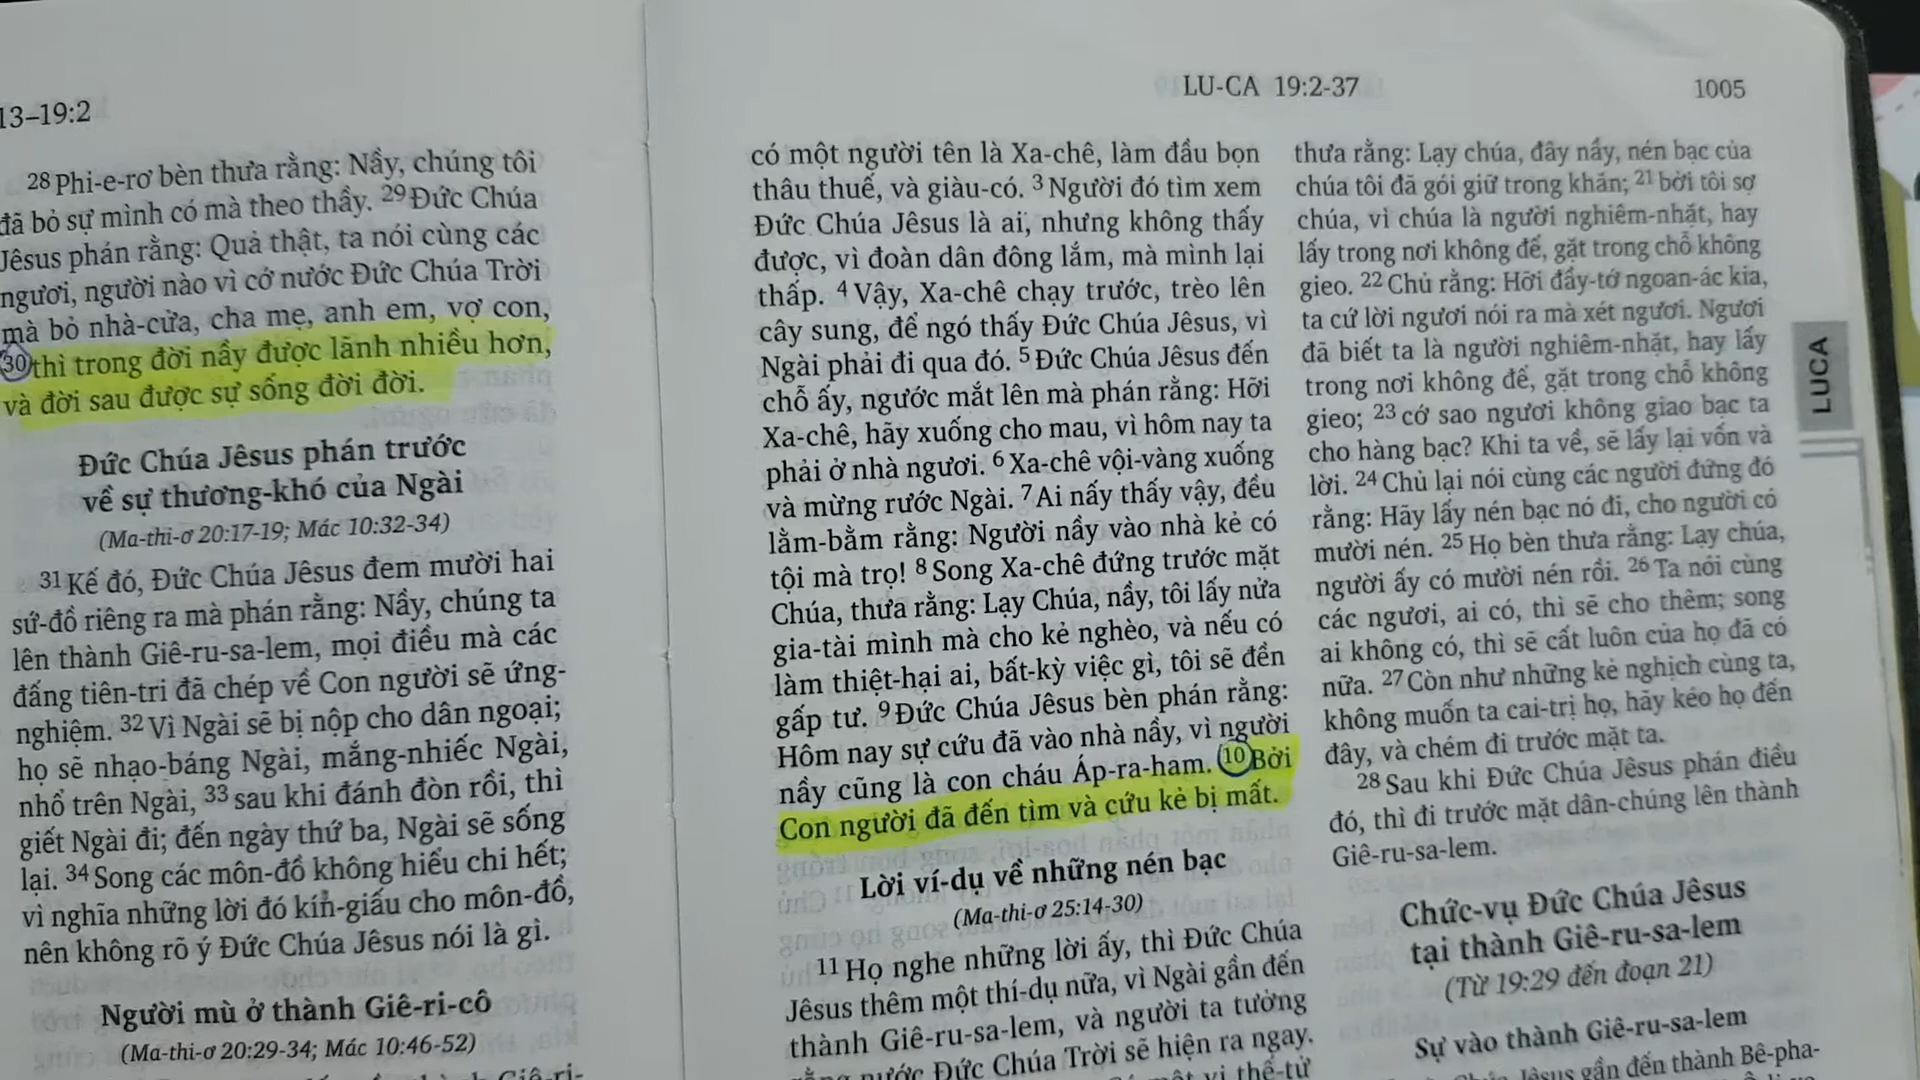 13–19:2
28 Phi-e-rơ bèn thưa rằng: Nầy, chúng tôi
đã bỏ sự mình có mà theo thầy. 29 Đức Chúa
Jêsus phán rằng: Quả thật, ta nói cùng các
ngươi, người nào vì cớ nước Đức Chúa Trời
mà bỏ nhà-cửa, cha mẹ, anh em, vợ con,
30 thì trong đời nầy được lãnh nhiều hơn,
và đời sau được sự sống đời đời.
Đức Chúa Jêsus phán trước
về sự thương-khó của Ngài
(Ma-thi-ơ 20:17-19; Mác 10:32-34)
31 Kế đó, Đức Chúa Jêsus đem mười hai
sứ-đồ riêng ra mà phán rằng: Nầy, chúng ta
lên thành Giê-ru-sa-lem, mọi điều mà các
đấng tiên-tri đã chép về Con người sẽ ứng-
nghiệm. 32 Vì Ngài sẽ bị nộp cho dân ngoại;
họ sẽ nhạo-báng Ngài, mắng-nhiếc Ngài,
nhổ trên Ngài, 33 sau khi đánh đòn rồi, thì
giết Ngài đi; đến ngày thứ ba, Ngài sẽ sống
lại. 34 Song các môn-đồ không hiểu chi hết;
vì nghĩa những lời đó kín-giấu cho môn-đồ,
nên không rõ ý Đức Chúa Jêsus nói là gì.
Người mù ở thành Giê-ri-cô
(Ma-thi-ơ 20:29-34; Mác 10:46-52)
Giê-ri-
LU-CA 19:2-37
1005
có một người tên là Xa-chê, làm đầu bọn
thâu thuế, và giàu-có. 3 Người đó tìm xem
Đức Chúa Jêsus là ai, nhưng không thấy
được, vì đoàn dân đông lắm, mà mình lại
thấp. 4 Vậy, Xa-chê chạy trước, trèo lên
cây sung, để ngó thấy Đức Chúa Jêsus, vì
Ngài phải đi qua đó. 5 Đức Chúa Jêsus đến
chỗ ấy, ngước mắt lên mà phán rằng: Hỡi
Xa-chê, hãy xuống cho mau, vì hôm nay ta
phải ở nhà ngươi. 6 Xa-chê vội-vàng xuống
và mừng rước Ngài. 7 Ai nấy thấy vậy, đều
lằm-bằm rằng: Người nầy vào nhà kẻ có
tội mà trọ! 8 Song Xa-chê đứng trước mặt
Chúa, thưa rằng: Lạy Chúa, nầy, tôi lấy nửa
gia-tài mình mà cho kẻ nghèo, và nếu có
làm thiệt-hại ai, bất-kỳ việc gì, tôi sẽ đền
gấp tư. 9 Đức Chúa Jêsus bèn phán rằng:
Hôm nay sự cứu đã vào nhà nầy, vì người
nầy cũng là con cháu Áp-ra-ham. 10 Bởi
Con người đã đến tìm và cứu kẻ bị mất.
Lời ví-dụ về những nén bạc
(Ma-thi-ơ 25:14-30)
11 Họ nghe những lời ấy, thì Đức Chúa
Jêsus thêm một thí-dụ nữa, vì Ngài gần đến
thành Giê-ru-sa-lem, và người ta tưởng
rằng nước Đức Chúa Trời sẽ hiện ra ngay.
một vị thế-tử
thưa rằng: Lạy chúa, đây nầy, nén bạc của
chúa tôi đã gói giữ trong khăn; 21 bởi tôi sợ
chúa, vì chúa là người nghiêm-nhặt, hay
lấy trong nơi không để, gặt trong chỗ không
gieo. 22 Chủ rằng: Hỡi đầy-tớ ngoan-ác kia,
ta cứ lời ngươi nói ra mà xét ngươi. Ngươi
đã biết ta là người nghiêm-nhặt, hay lấy
trong nơi không để, gặt trong chỗ không
gieo; 23 cớ sao ngươi không giao bạc ta
cho hàng bạc? Khi ta về, sẽ lấy lại vốn và
lời. 24 Chủ lại nói cùng các người đứng đó
rằng: Hãy lấy nén bạc nó đi, cho người có
mười nén. 25 Họ bèn thưa rằng: Lạy chúa,
người ấy có mười nén rồi. 26 Ta nói cùng
các ngươi, ai có, thì sẽ cho thêm; song
ai không có, thì sẽ cất luôn của họ đã có
nữa. 27 Còn như những kẻ nghịch cùng ta,
không muốn ta cai-trị họ, hãy kéo họ đến
đây, và chém đi trước mặt ta.
28 Sau khi Đức Chúa Jêsus phán điều
đó, thì đi trước mặt dân-chúng lên thành
Giê-ru-sa-lem.
Chức-vụ Đức Chúa Jêsus
tại thành Giê-ru-sa-lem
(Từ 19:29 đến đoạn 21)
Sự vào thành Giê-ru-sa-lem
Jêsus gần đến thành Bê-pha-
LUCA